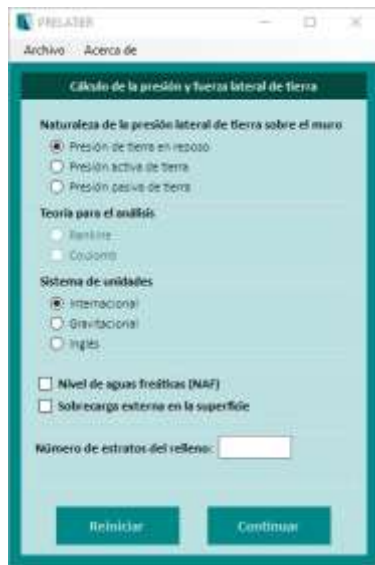 PRELATER
Archivo Acerca de
Cálculo de la presión y fuerza lateral de tierra
Naturaleza de la presión lateral de tierra sobre el muro
Presión de tierra en reposo
Presión activa de tierra
Presión pasiva de tierra
Teoría para el análisis
Rankine
Coulomb
Sistema de unidades
Internacional
Gravitacional
Inglés
Nivel de aguas freáticas (NAF)
Sobrecarga externa en la superficie
Número de estratos del relleno:
Reiniciar Continuar